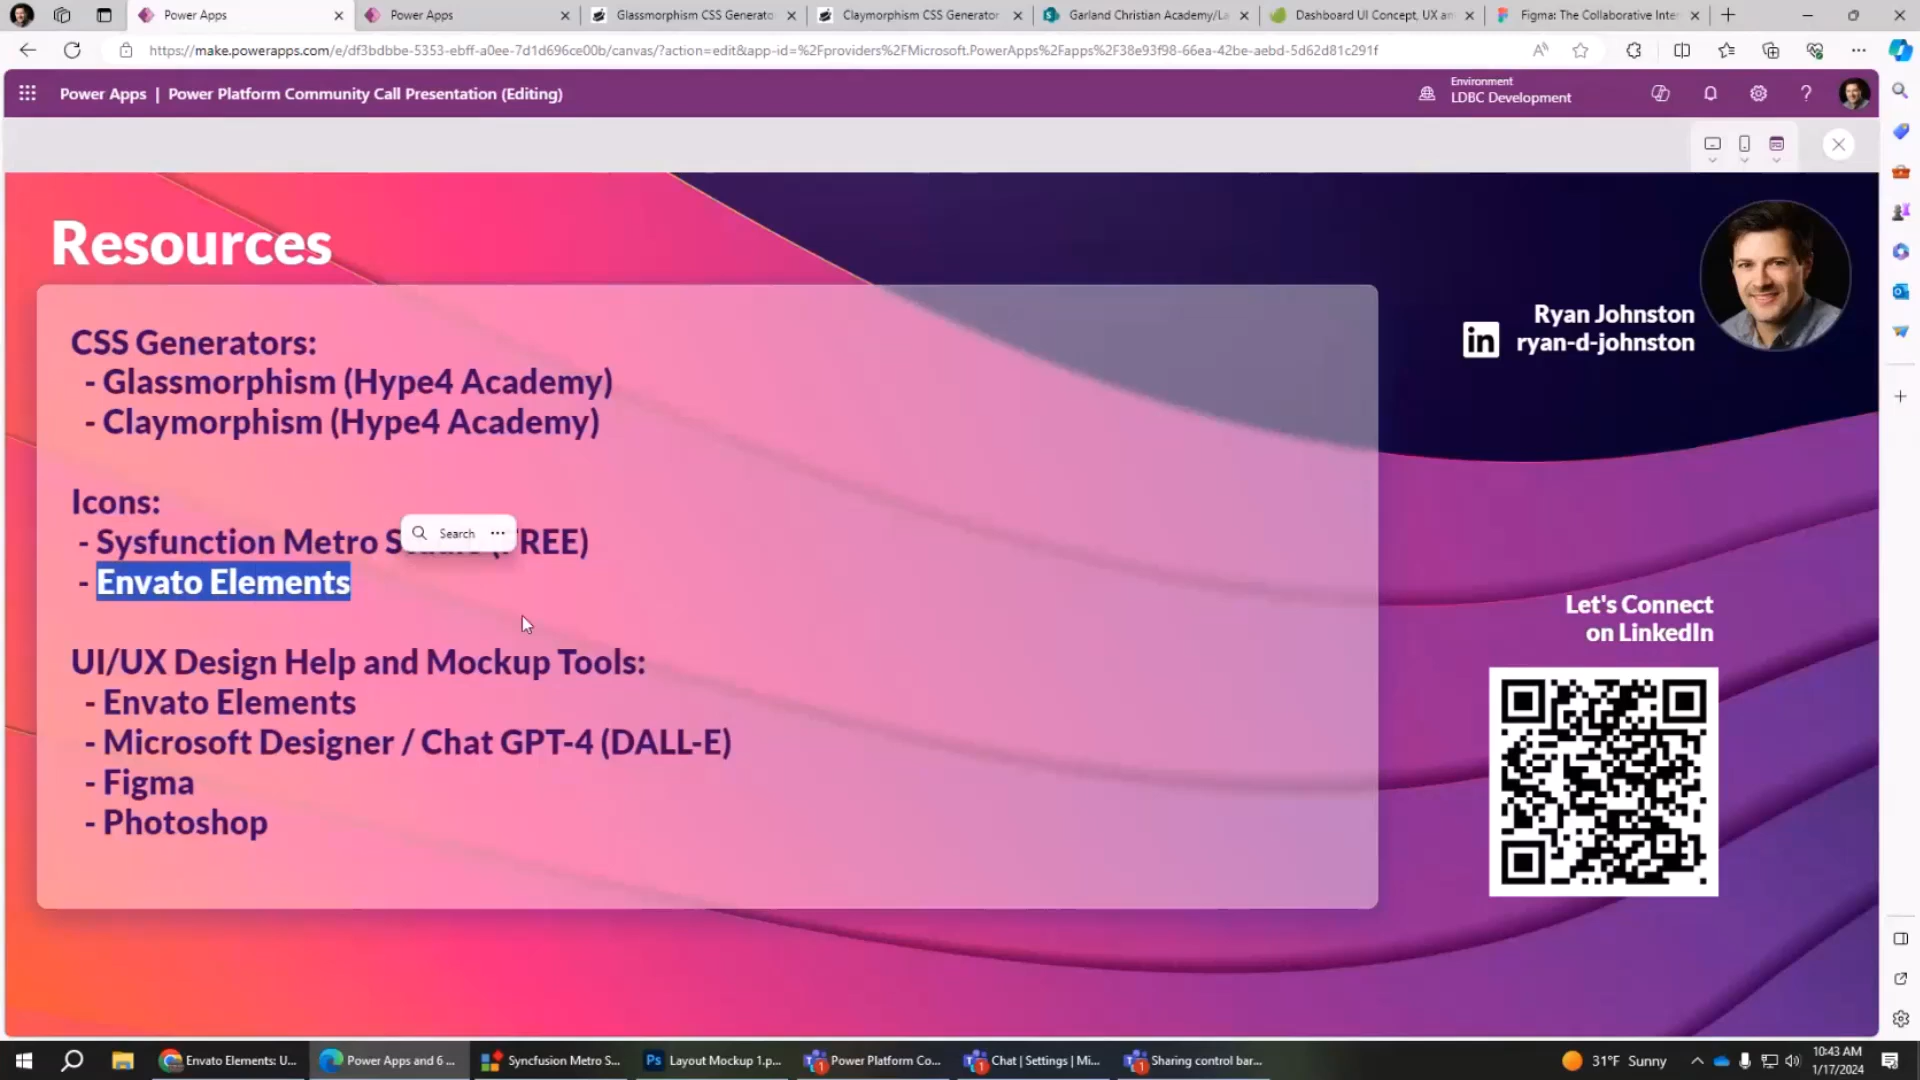 Power Apps
Power Apps
Glassmorphism CSS Generato
Claymorphism CSS Generator
Garland Christian Academy/La
Dashboard UI Concept, UX an
Figma: The Collaborative Inter
https://make.powerapps.com/e/df3bdbbe-5353-ebff-a0ee-7d1d696ce00b/canvas/?action=edit&app-id=%2Fproviders%2FMicrosoft.PowerApps%2Fapps%2F38e93f98-66ea-42be-aebd-5d62d81c291f
Power Apps | Power Platform Community Call Presentation (Editing)
Environment
LDBC Development
Resources
CSS Generators:
- Glassmorphism (Hype4 Academy)
- Claymorphism (Hype4 Academy)
Icons:
- Sysfunction Metro S
REE)
Search
- Envato Elements
UI/UX Design Help and Mockup Tools:
- Envato Elements
- Microsoft Designer / Chat GPT-4 (DALL-E)
- Figma
- Photoshop
Ryan Johnston
in ryan-d-johnston
Let's Connect
on LinkedIn
Envato Elements: U...
Power Apps and 6 ...
Syncfusion Metro S...
Ps Layout Mockup 1.p...
Power Platform Co...
Chat | Settings | Mi...
Sharing control bar...
31°F Sunny
10:43 AM
1/17/2024